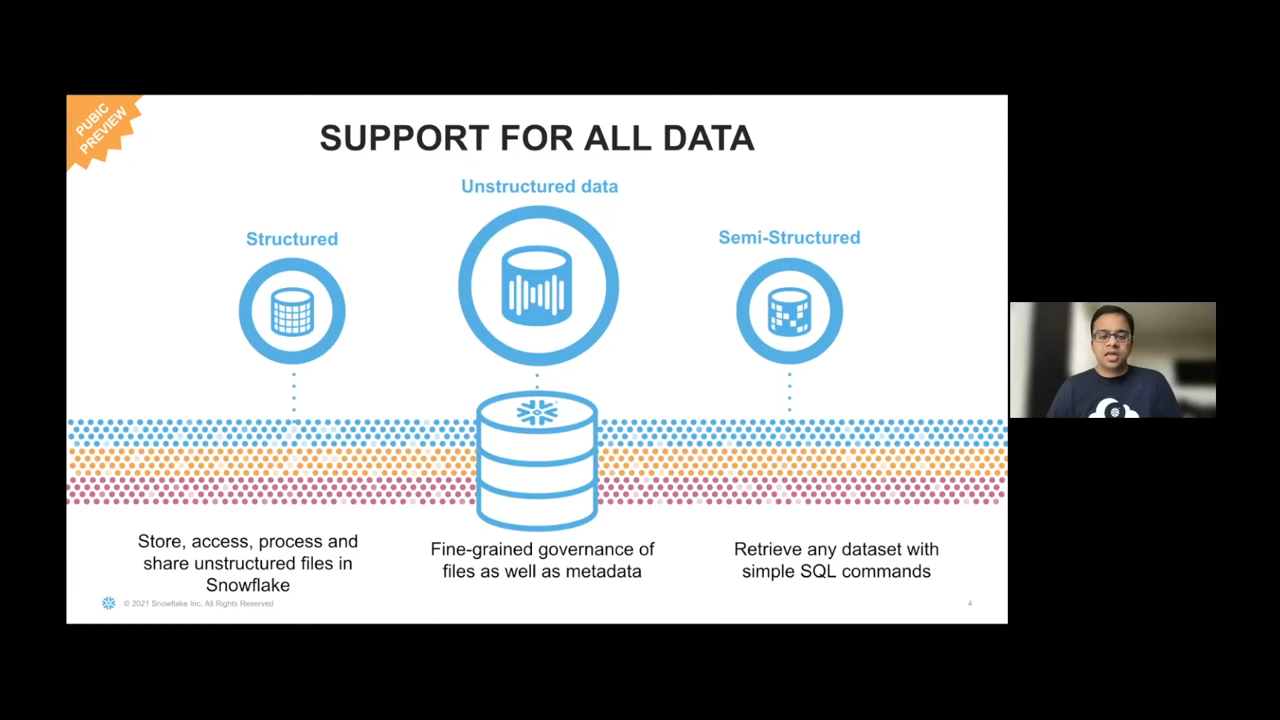 PUBIC
PREVIEW
SUPPORT FOR ALL DATA
Unstructured data
Structured
Semi-Structured
Store, access, process and
share unstructured files in
Snowflake
Fine-grained governance of
files as well as metadata
Retrieve any dataset with
simple SQL commands
© 2021 Snowflake Inc. All Rights Reserved
4